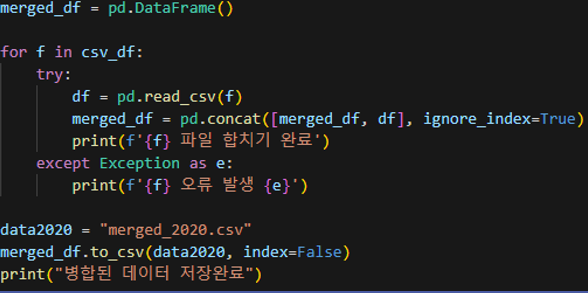 merged_df = pd.DataFrame()
for f in csv_df:
    try:
        df = pd.read_csv(f)
        merged_df = pd.concat([merged_df, df], ignore_index=True)
        print(f'{f} 파일 합치기 완료')
    except Exception as e:
        print(f'{f} 오류 발생 {e}')
data2020 = "merged_2020.csv"
merged_df.to_csv(data2020, index=False)
print("병합된 데이터 저장완료")